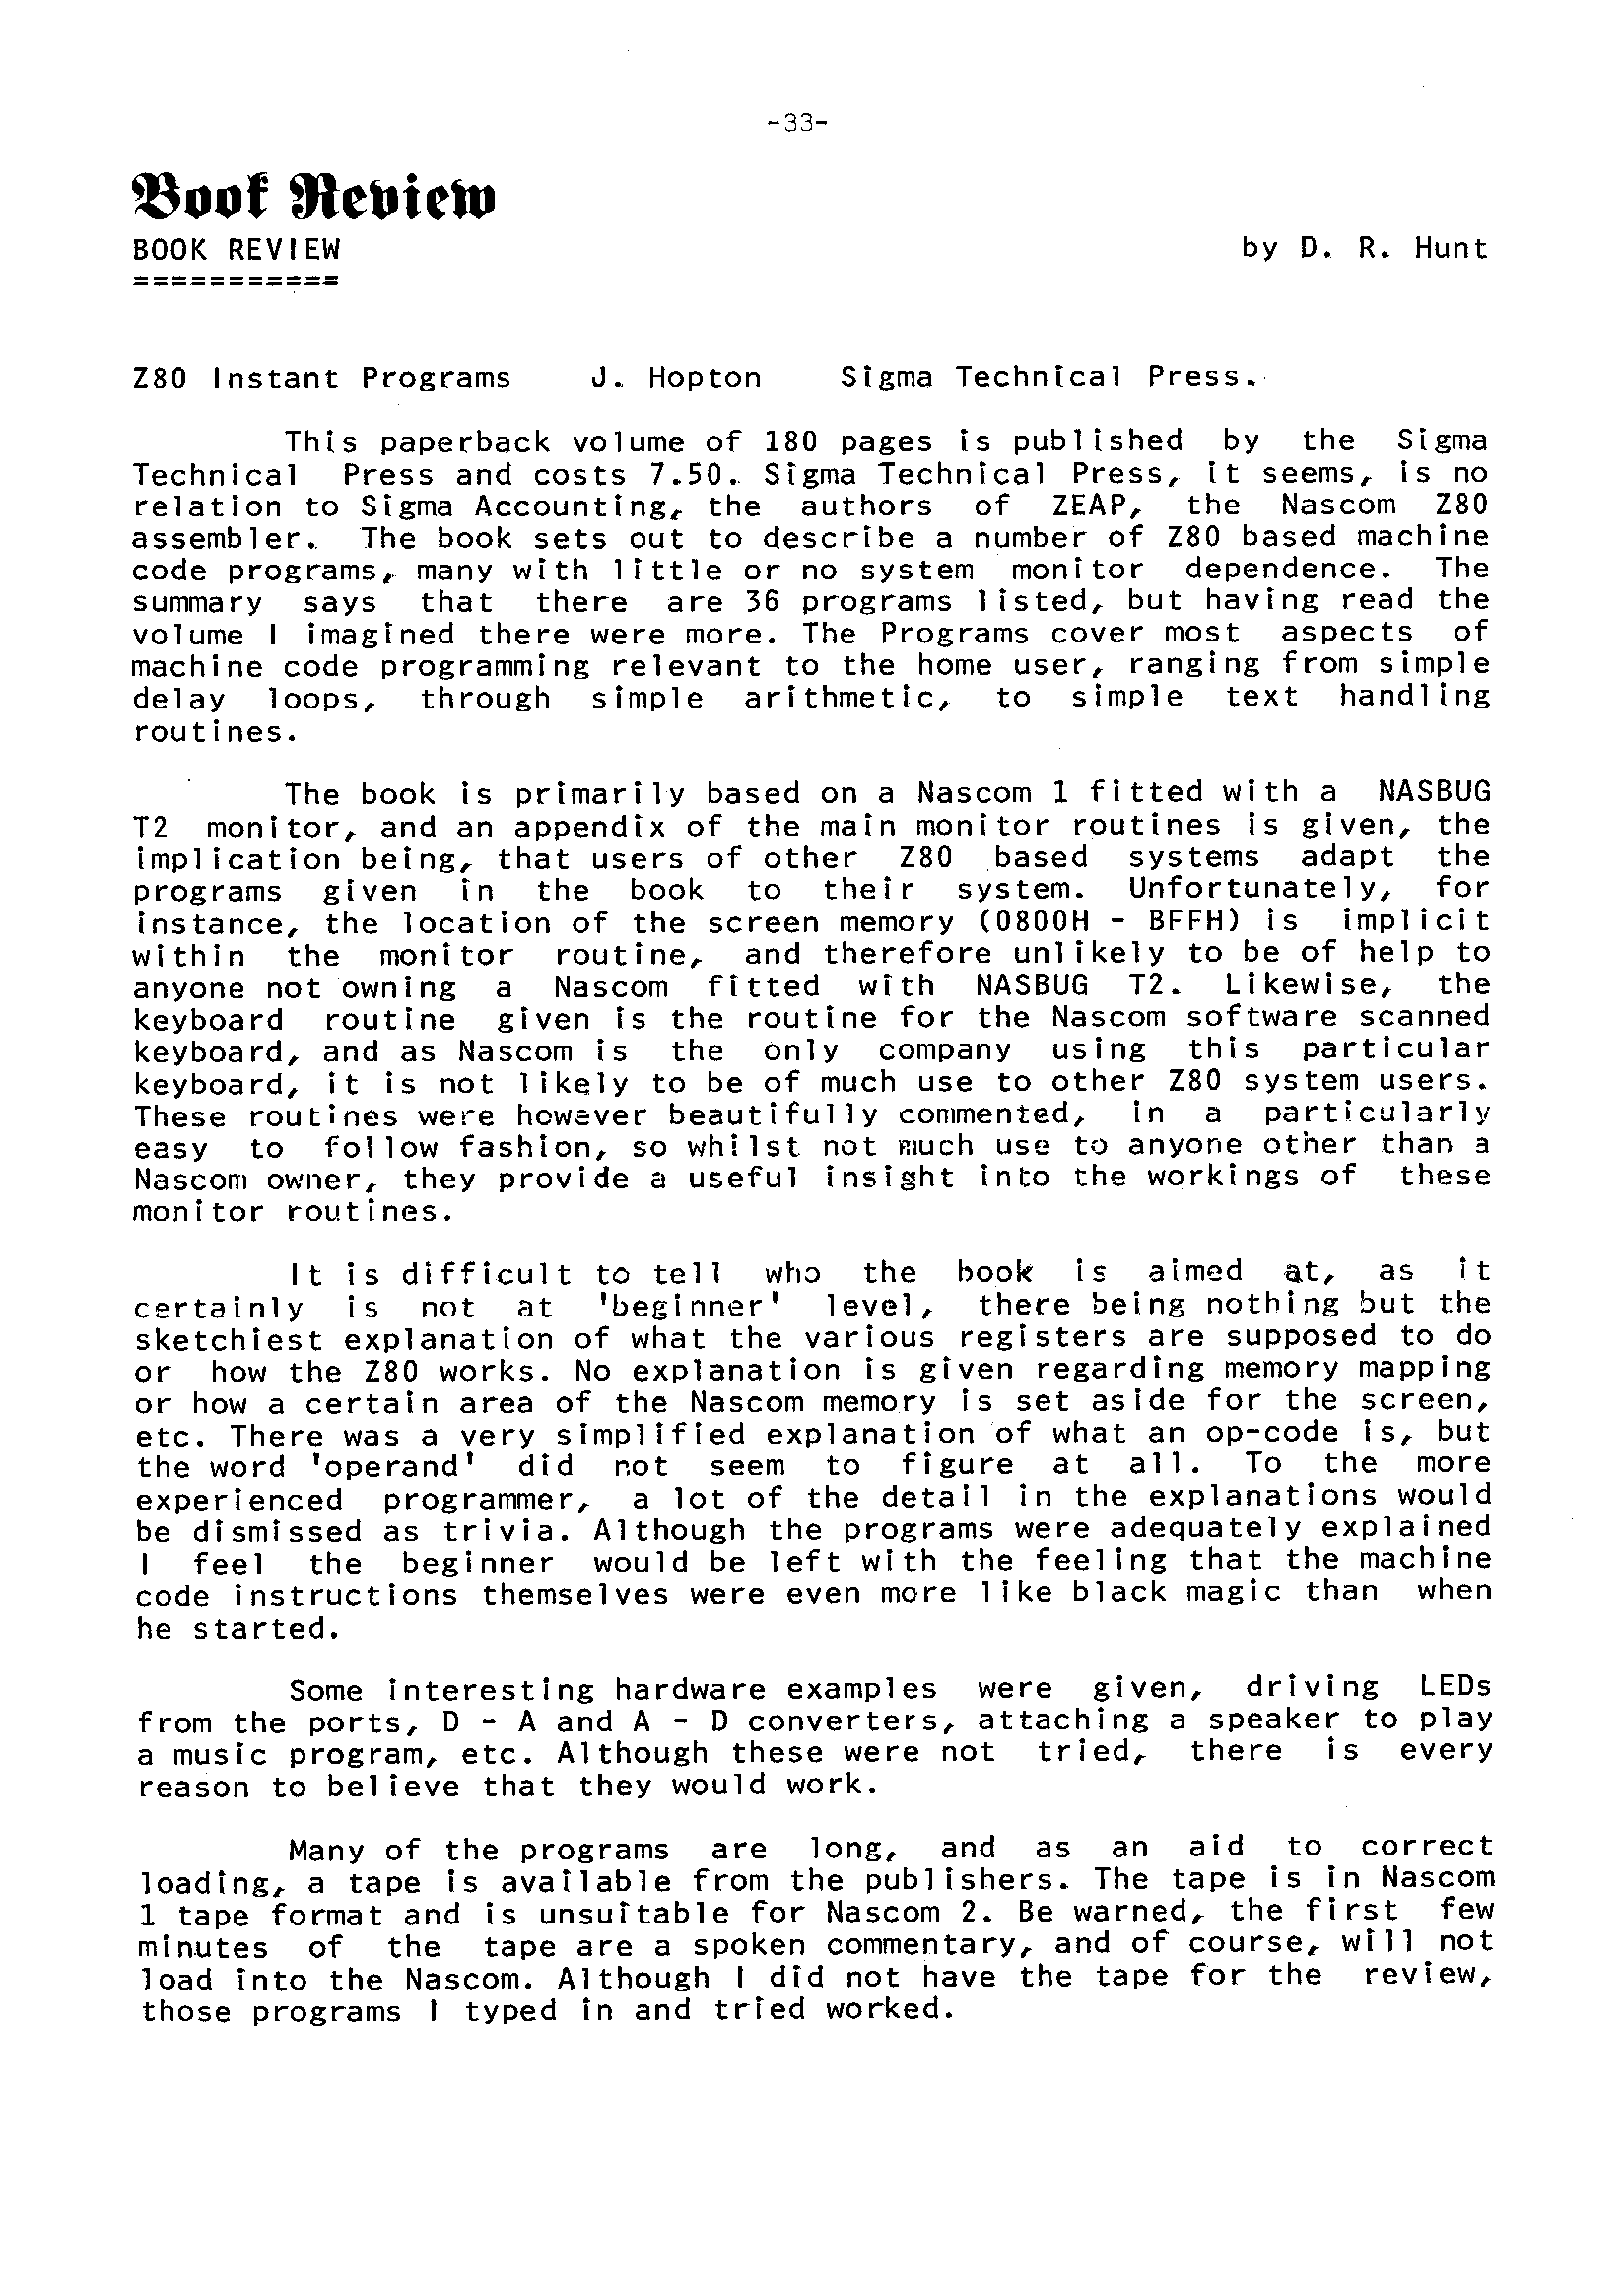 -33-
Book Review
BOOK REVIEW by D. R. Hunt
===========
Z80 Instant Programs J. Hopton Sigma Technical Press.
This paperback volume of 180 pages is published by the Sigma
Technical Press and costs 7.50. Sigma Technical Press, it seems, is no
relation to Sigma Accounting, the authors of ZEAP, the Nascom Z80
assembler. The book sets out to describe a number of Z80 based machine
code programs, many with little or no system monitor dependence. The
summary says that there are 36 programs listed, but having read the
volume I imagined there were more. The Programs cover most aspects of
machine code programming relevant to the home user, ranging from simple
delay loops, through simple arithmetic, to simple text handling
routines.
The book is primarily based on a Nascom 1 fitted with a NASBUG
T2 monitor, and an appendix of the main monitor routines is given, the
implication being, that users of other Z80 based systems adapt the
programs given in the book to their system. Unfortunately, for
instance, the location of the screen memory (0800H - BFFH) is implicit
within the monitor routine, and therefore unlikely to be of help to
anyone not owning a Nascom fitted with NASBUG T2. Likewise, the
keyboard routine given is the routine for the Nascom software scanned
keyboard, and as Nascom is the only company using this particular
keyboard, it is not likely to be of much use to other Z80 system users.
These routines were however beautifully commented, in a particularly
easy to follow fashion, so whilst not much use to anyone other than a
Nascom owner, they provide a useful insight into the workings of these
monitor routines.
It is difficult to tell who the book is aimed at, as it
certainly is not at 'beginner' level, there being nothing but the
sketchiest explanation of what the various registers are supposed to do
or how the Z80 works. No explanation is given regarding memory mapping
or how a certain area of the Nascom memory is set aside for the screen,
etc. There was a very simplified explanation of what an op-code is, but
the word 'operand' did not seem to figure at all. To the more
experienced programmer, a lot of the detail in the explanations would
be dismissed as trivia. Although the programs were adequately explained
I feel the beginner would be left with the feeling that the machine
code instructions themselves were even more like black magic than when
he started.
Some interesting hardware examples were given, driving LEDs
from the ports, D - A and A - D converters, attaching a speaker to play
a music program, etc. Although these were not tried, there is every
reason to believe that they would work.
Many of the programs are long, and as an aid to correct
loading, a tape is available from the publishers. The tape is in Nascom
1 tape format and is unsuitable for Nascom 2. Be warned, the first few
minutes of the tape are a spoken commentary, and of course, will not
load into the Nascom. Although I did not have the tape for the review,
those programs I typed in and tried worked.